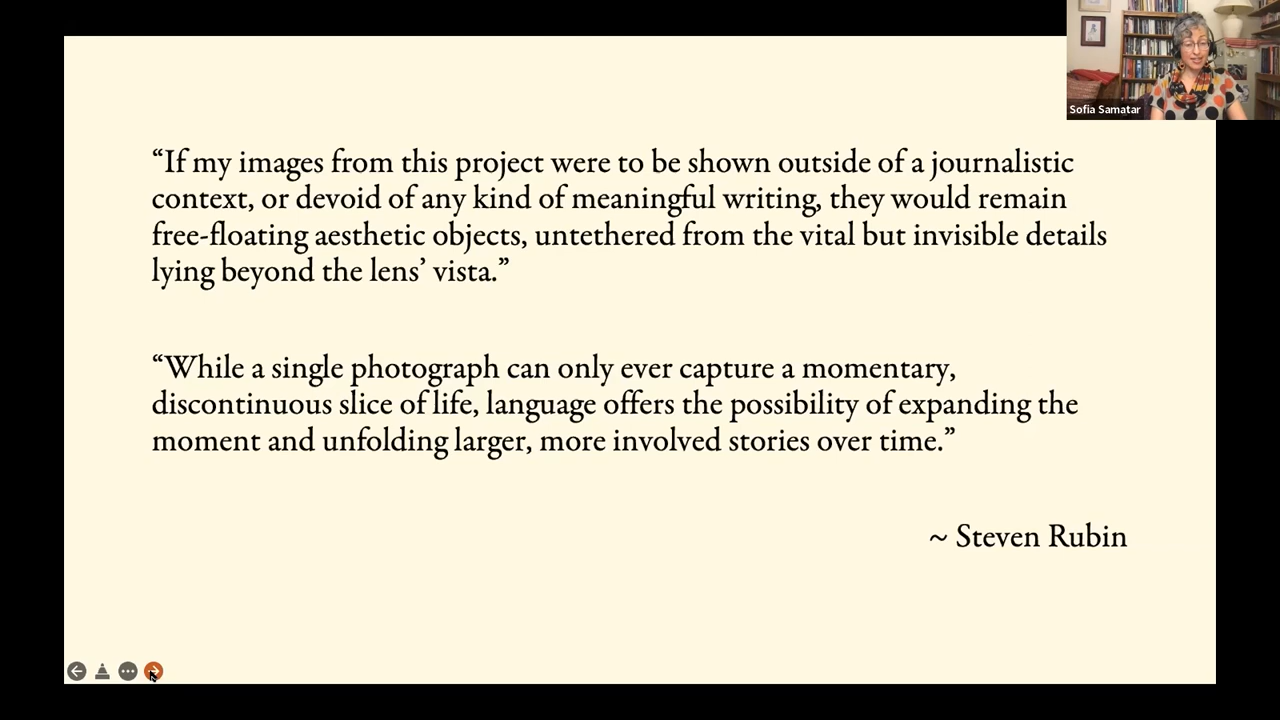 Sofia Samatar
“If my images from this project were to be shown outside of a journalistic
context, or devoid of any kind of meaningful writing, they would remain
free-floating aesthetic objects, untethered from the vital but invisible details
lying beyond the lens’ vista.”
“While a single photograph can only ever capture a momentary,
discontinuous slice of life, language offers the possibility of expanding the
moment and unfolding larger, more involved stories over time.”
~ Steven Rubin